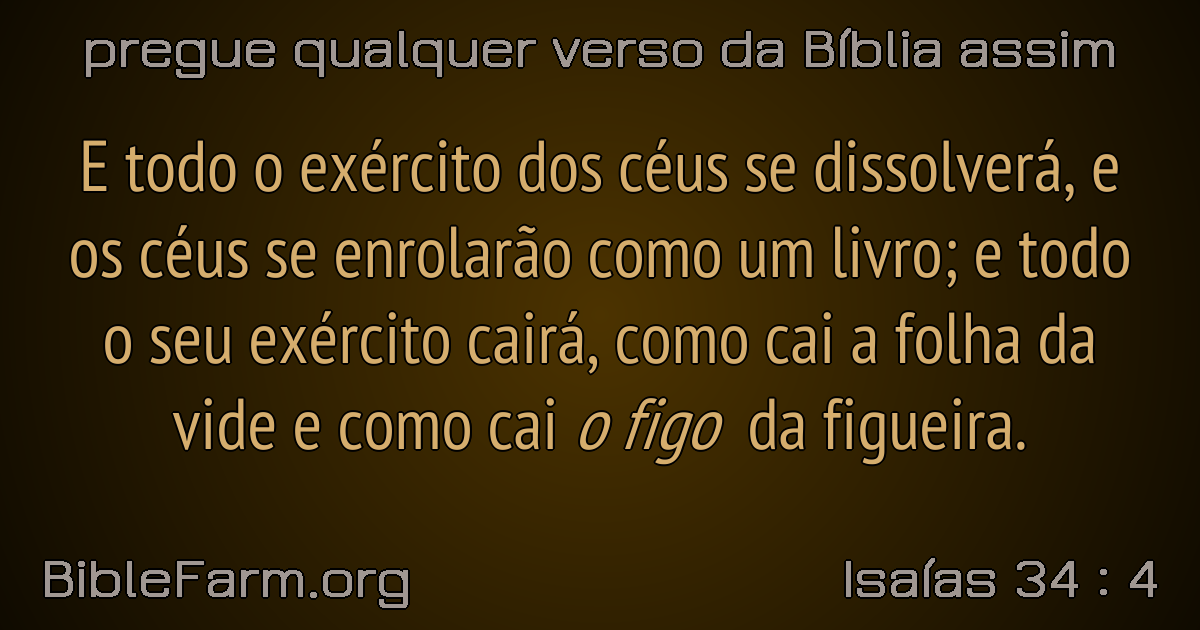 pregue qualquer verso da Bíblia assim
E todo o exército dos céus se dissolverá, e
os céus se enrolarão como um livro; e todo
o seu exército cairá, como cai a folha da
vide e como cai o figo da figueira.
BibleFarm.org
Isaías 34 : 4